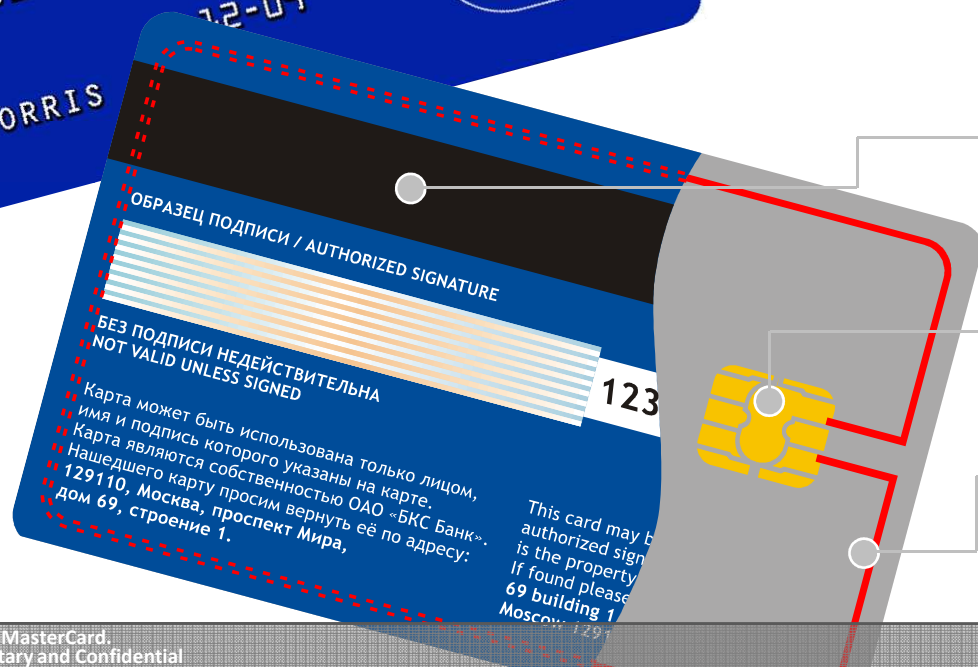 12-0
ORRIS
ОБРАЗЕЦ ПОДПИСИ / AUTHORIZED SIGNATURE
123
БЕЗ ПОДПИСИ НЕДЕЙСТВИТЕЛЬНА
NOT VALID UNLESS SIGNED
Карта может быть использована только лицом,
имя и подпись которого указаны на карте.
Карта являются собственностью ОАО «БКС Банк».
Нашедшего карту просим вернуть её по адресу:
129110, Москва, проспект Мира,
дом 69, строение 1.
This card may b
authorized sign
is the property
If found please
69 building 1
Moscow 1291
MasterCard.
tary and Confidential